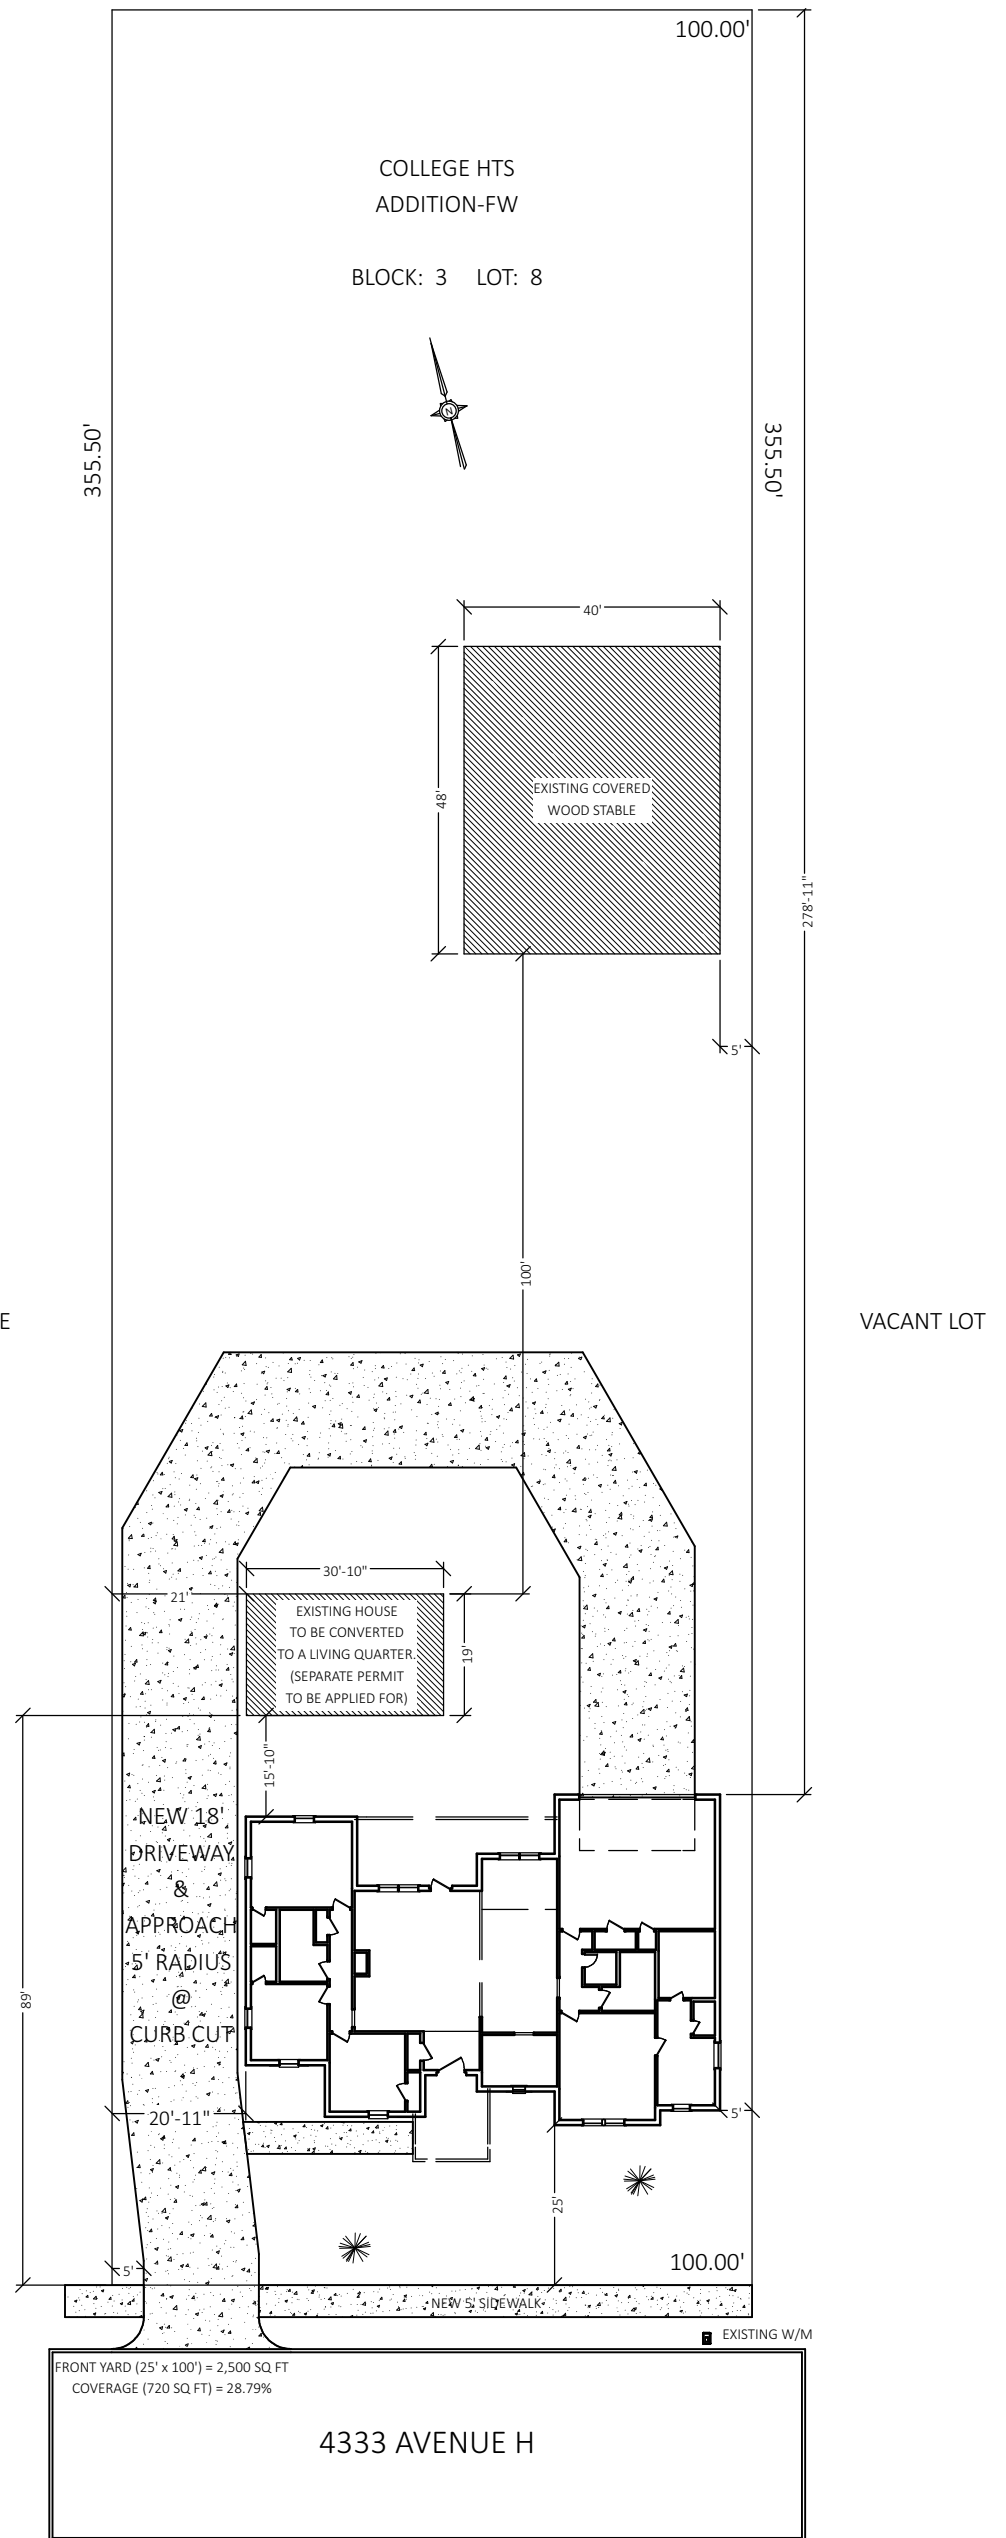 100.00'
COLLEGE HTS
ADDITION-FW
BLOCK: 3 LOT: 8
N
355.50'
355.50'
40'
48'
EXISTING COVERED
WOOD STABLE
278'-11"
5'
100'
E
VACANT LOT
30'-10"
21'
EXISTING HOUSE
TO BE CONVERTED
TO A LIVING QUARTER.
(SEPARATE PERMIT
TO BE APPLIED FOR)
19'
15'-10"
NEW 18'
DRIVEWAY
&
APPROACH
5' RADIUS
@
CURB CUT
89'
20'-11"
5'
25'
5'
100.00'
NEW 5' SIDEWALK
EXISTING W/M
FRONT YARD (25' x 100') = 2,500 SQ FT
COVERAGE (720 SQ FT) = 28.79%
4333 AVENUE H